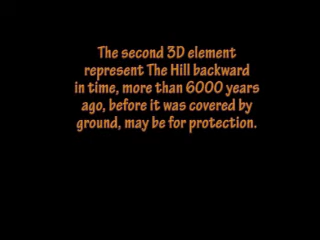 The second 3D element
represent The Hill backward
in time, more than 6000 years
ago, before it was covered by
ground, may be for protection.